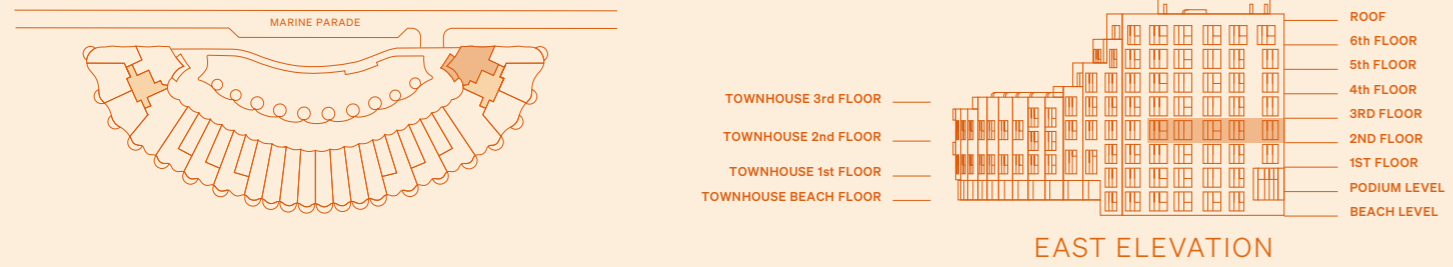 MARINE PARADE
TOWNHOUSE 3rd FLOOR
TOWNHOUSE 2nd FLOOR
TOWNHOUSE 1st FLOOR
TOWNHOUSE BEACH FLOOR
ROOF
6th FLOOR
5th FLOOR
4th FLOOR
3RD FLOOR
2ND FLOOR
1ST FLOOR
PODIUM LEVEL
BEACH LEVEL
EAST ELEVATION